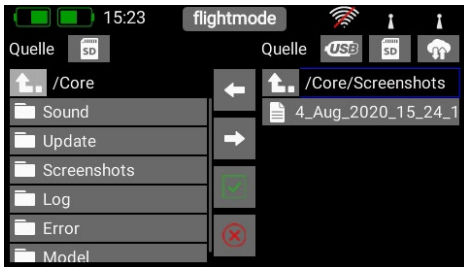 15:23 flightmode
Quelle SD
Quelle USB SD
/Core
/Core/Screenshots
Sound
4_Aug_2020_15_24_1
Update
Screenshots
Log
Error
Model